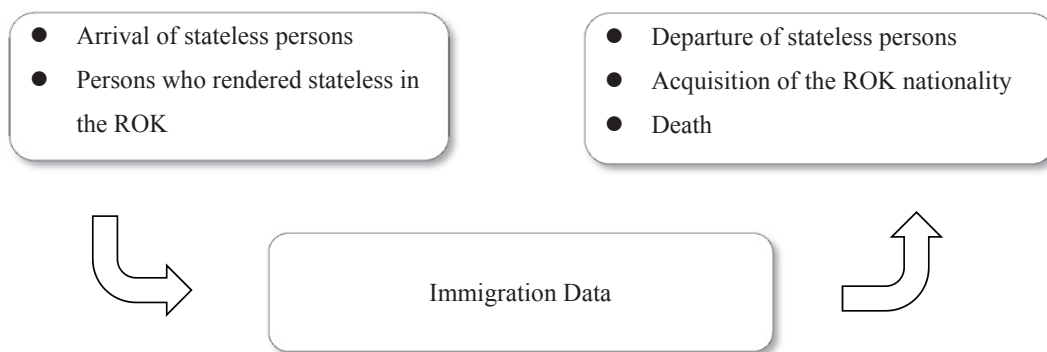 ● Arrival of stateless persons
● Persons who rendered stateless in
the ROK
● Departure of stateless persons
● Acquisition of the ROK nationality
● Death
Immigration Data